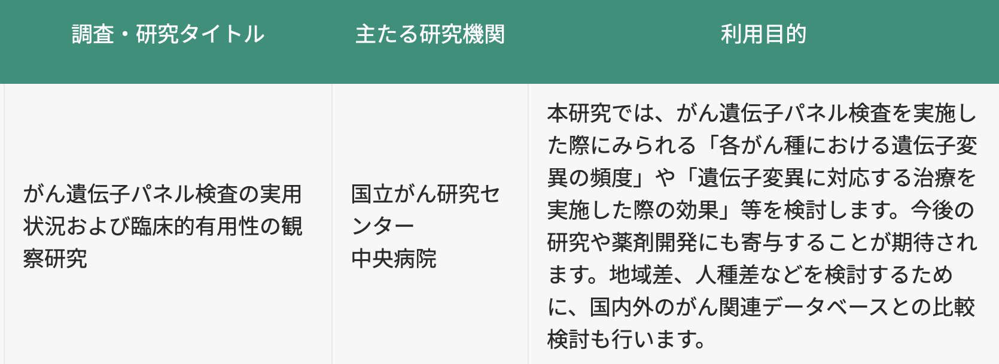 調査・研究タイトル
主たる研究機関
利用目的
がん遺伝子パネル検査の実用
状況および臨床的有用性の観
察研究
国立がん研究セ
ンター
中央病院
本研究では、がん遺伝子パネル検査を実施し
た際にみられる「各がん種における遺伝子変
異の頻度」や「遺伝子変異に対応する治療を
実施した際の効果」等を検討します。今後の
研究や薬剤開発にも寄与することが期待され
ます。地域差、人種差などを検討するため
に、国内外のがん関連データベースとの比較
検討も行います。